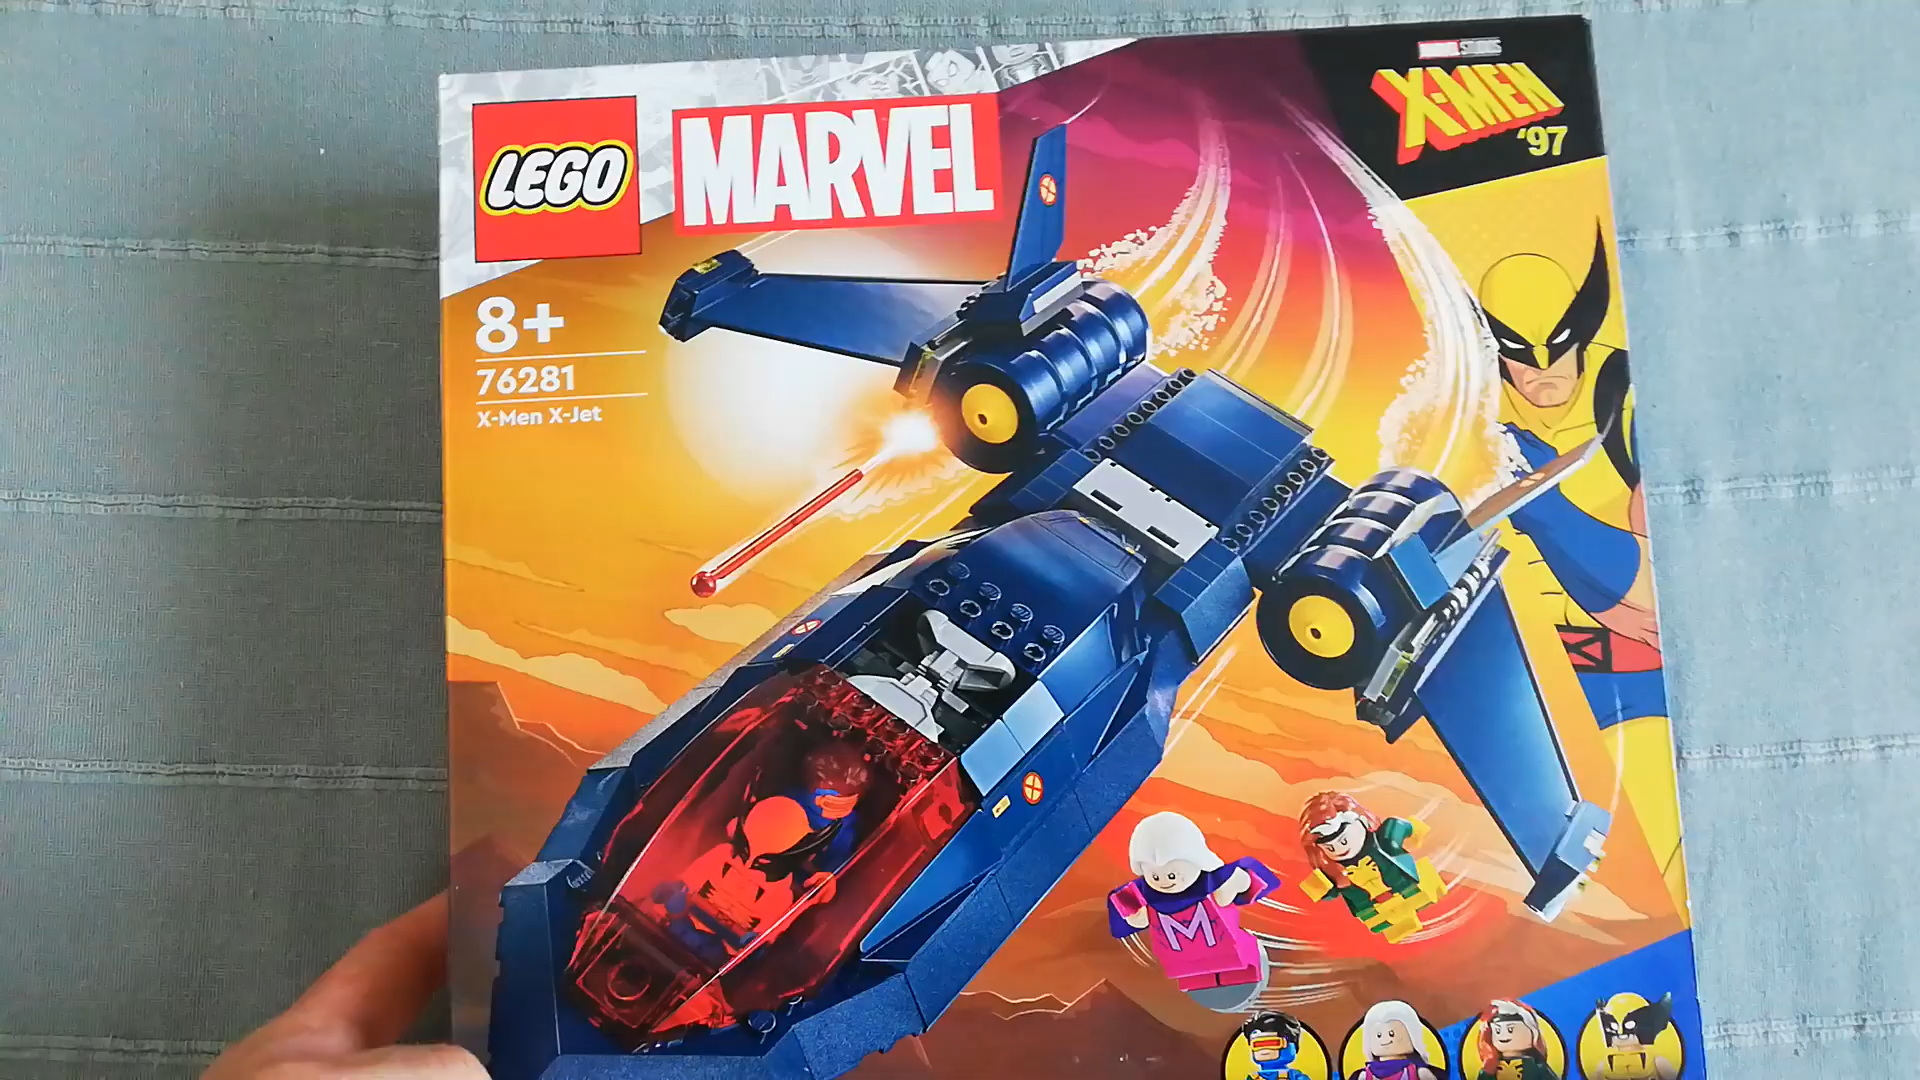 LEGO
MARVEL
MARVEL STUDIOS
X-MEN
'97
8+
76281
X-Men X-Jet
M